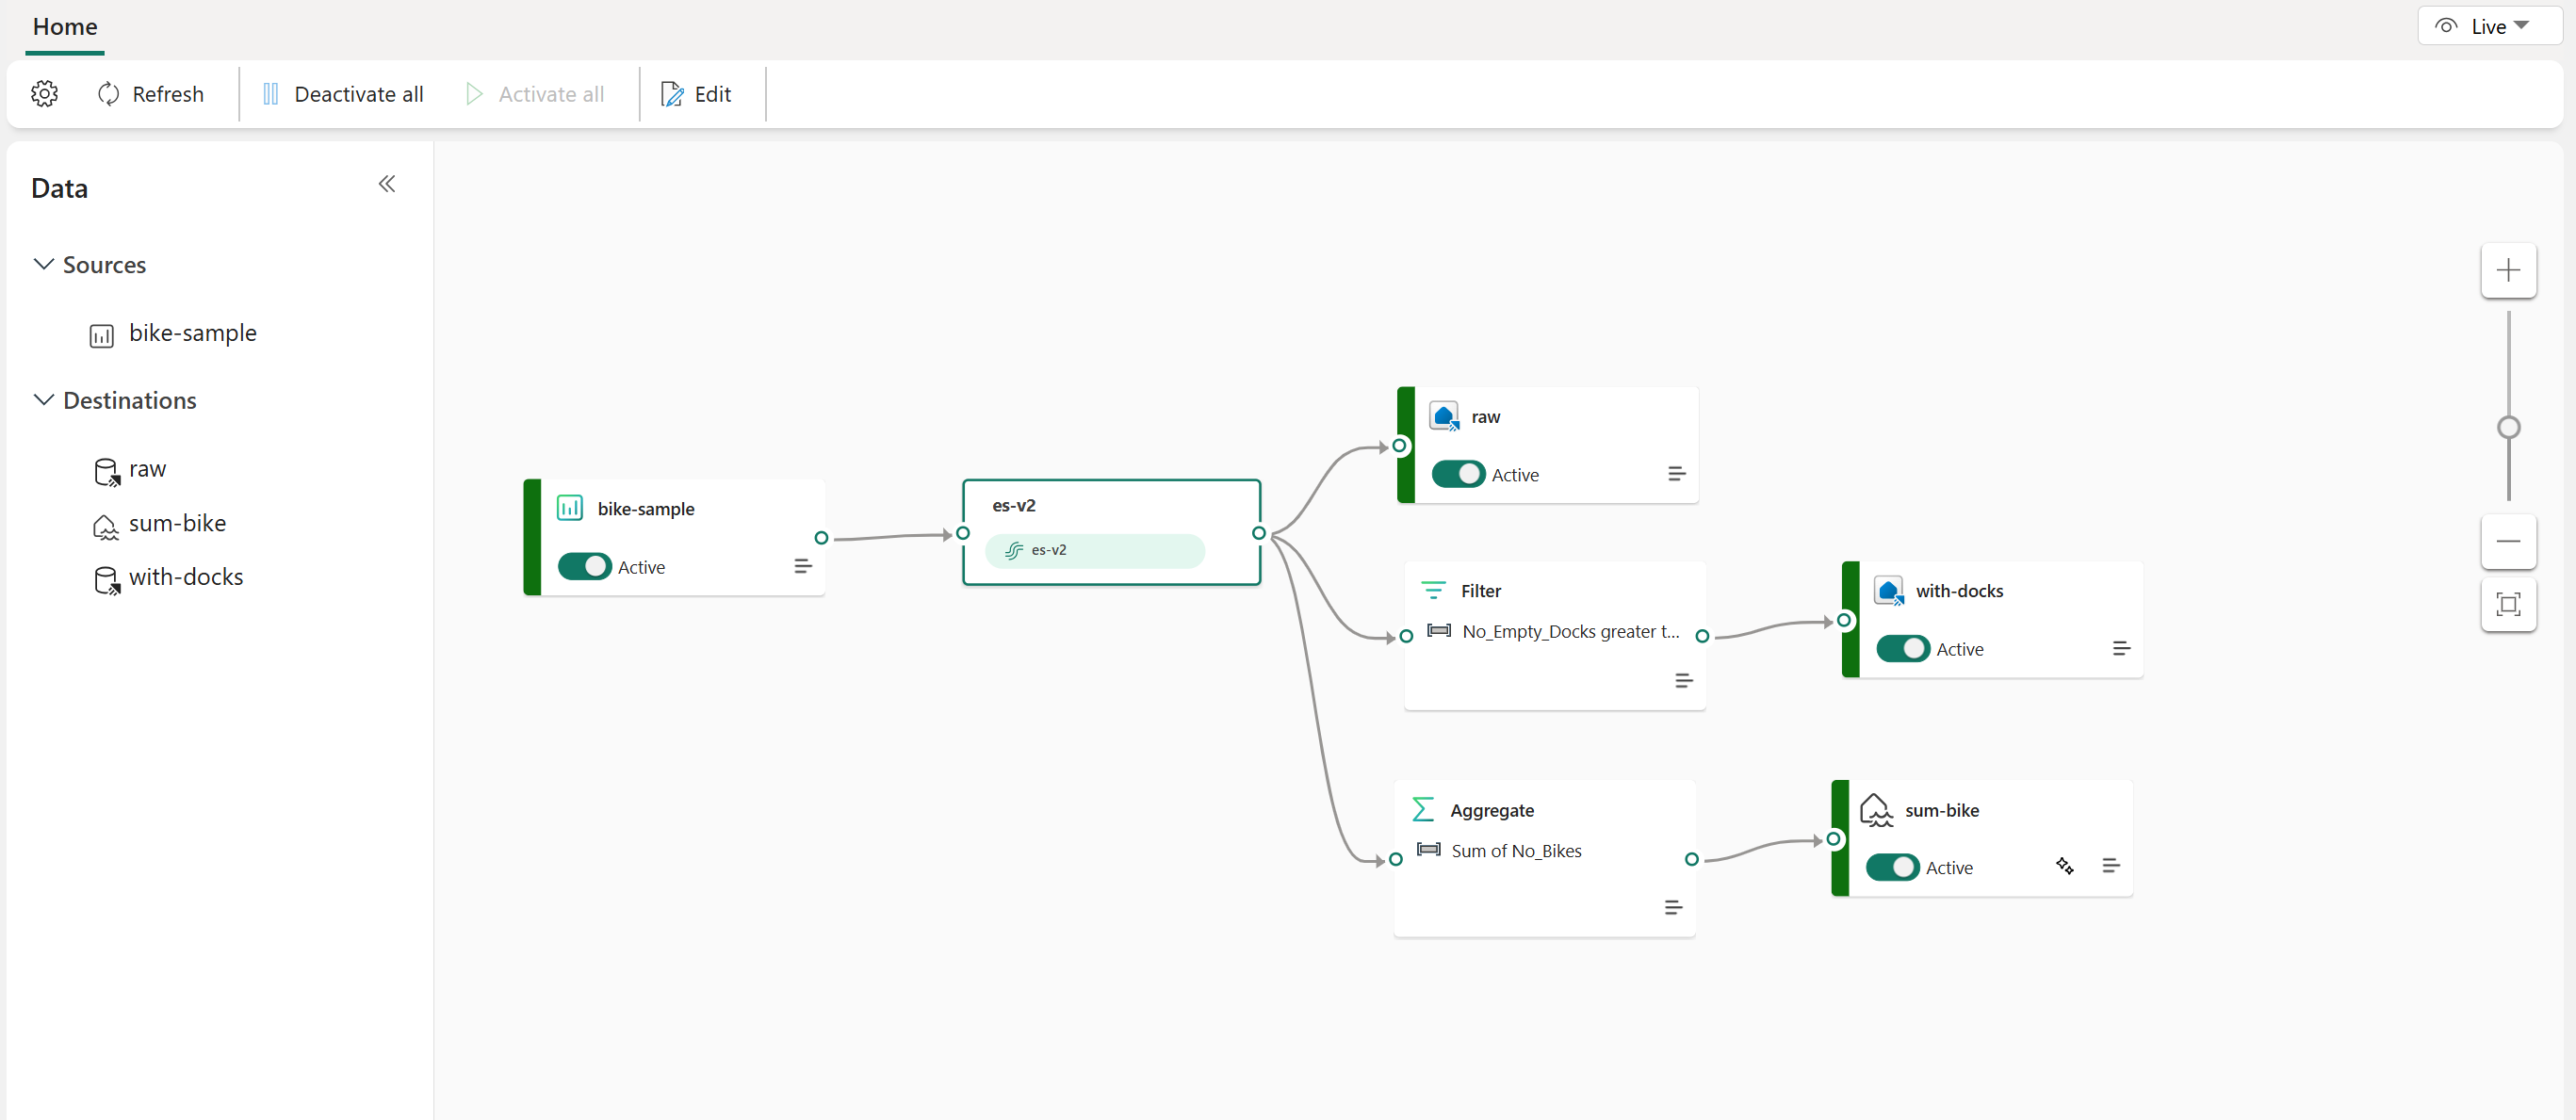 Home
Live
Refresh
Deactivate all
Activate all
Edit
Data
Sources
bike-sample
Destinations
raw
sum-bike
with-docks
bike-sample
Active
es-v2
es-v2
raw
Active
Filter
No_Empty_Docks greater t...
with-docks
Active
Aggregate
Sum of No_Bikes
sum-bike
Active